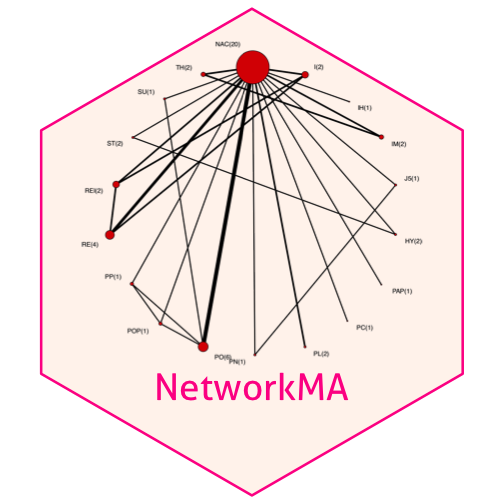 NAC(20)
TH(2)
I(2)
SU(1)
IH(1)
ST(2)
IM(2)
JS(1)
REI(2)
RE(4)
HY(2)
PP(1)
PAP(1)
POP(1)
PC(1)
PO(6)
PN(1)
PL(2)
NetworkMA